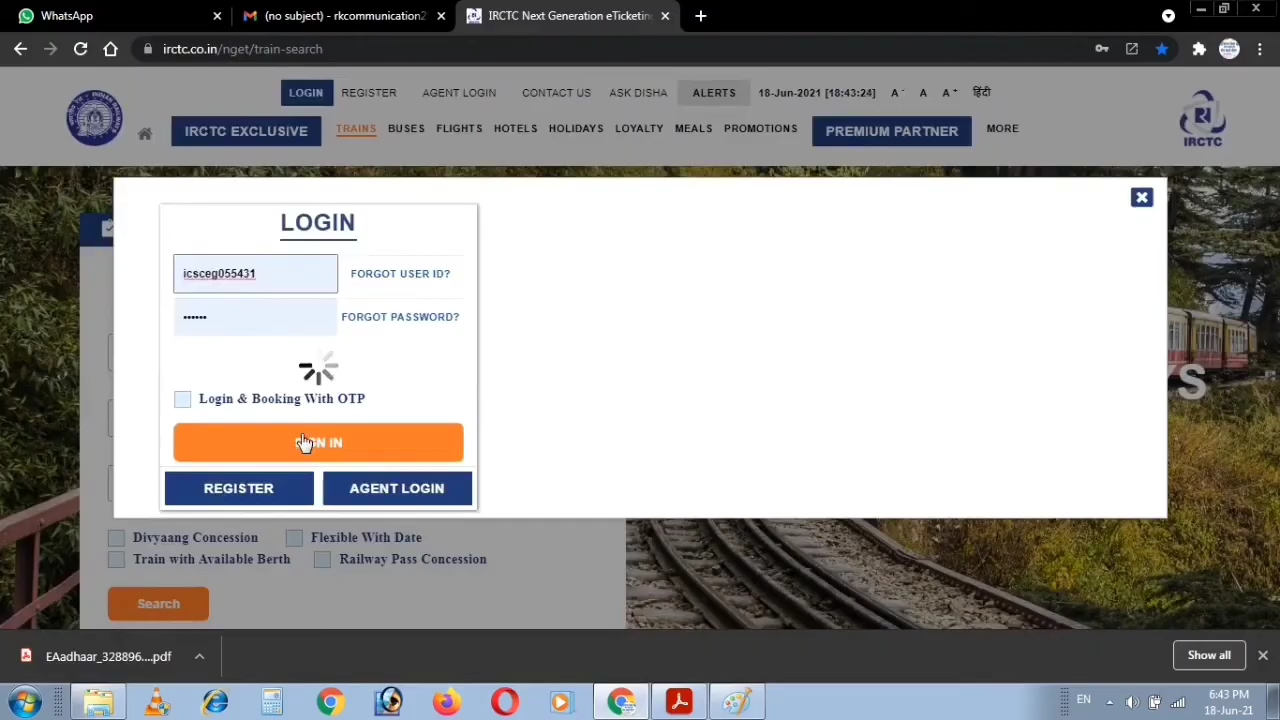 WhatsApp
(no subject) - rkcommunication2
IRCTC Next Generation eTicketing
irctc.co.in/nget/train-search
LOGIN REGISTER AGENT LOGIN CONTACT US ASK DISHA ALERTS 18-Jun-2021 [18:43:24] A- A A+ हिंदी
IRCTC EXCLUSIVE TRAINS BUSES FLIGHTS HOTELS HOLIDAYS LOYALTY MEALS PROMOTIONS PREMIUM PARTNER MORE
IRCTC
LOGIN
icsceg055431 FORGOT USER ID?
•••••• FORGOT PASSWORD?
Login & Booking With OTP
REGISTER AGENT LOGIN
YS
Divyaang Concession Flexible With Date
Train with Available Berth Railway Pass Concession
Search
EAadhaar_328896....pdf Show all
EN 6:43 PM
18-Jun-21